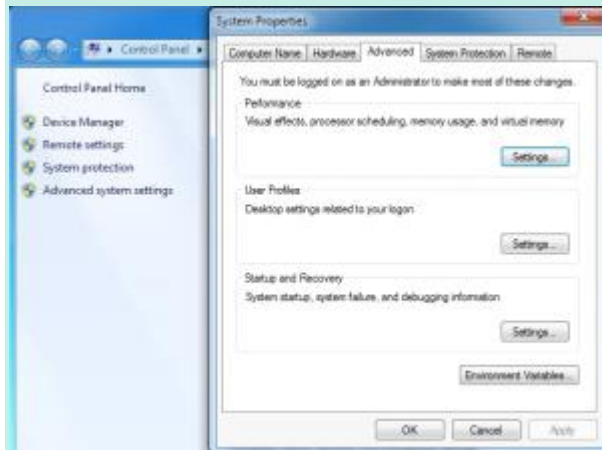 System Properties
Control Panel
Computer Name Hardware Advanced System Protection Remote
Control Panel Home
You must be logged on as an Administrator to make most of these changes.
Performance
Device Manager
Visual effects, processor scheduling, memory usage, and virtual memory
Remote settings
System protection
Settings...
Advanced system settings
User Profiles
Desktop settings related to your logon
Settings...
Startup and Recovery
System startup, system failure, and debugging information
Settings...
Environment Variables...
OK Cancel Apply